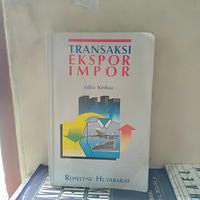 TRANSAKSI
EKSPOR
IMPOR
Edisi Kedua
ROSELYNE HUTABARAT